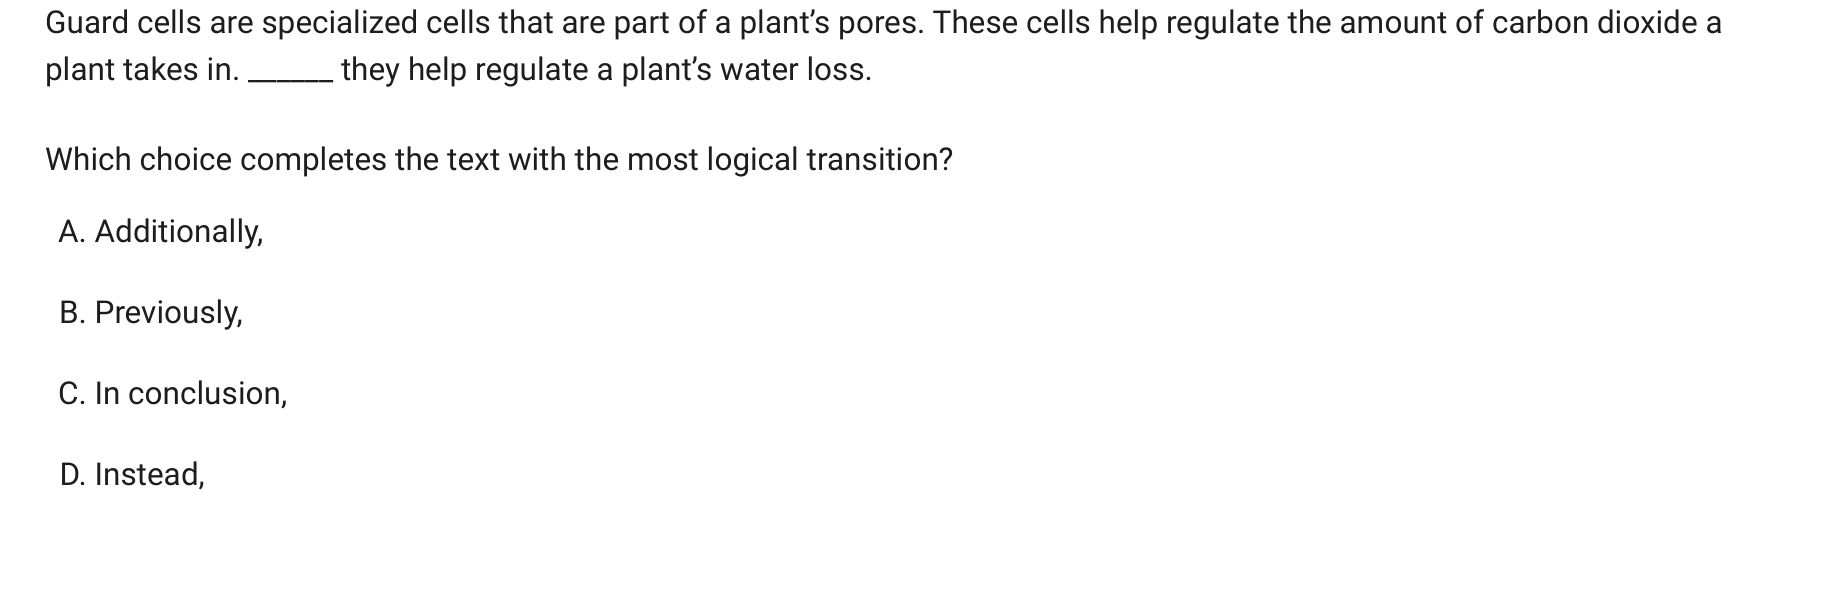 Guard cells are specialized cells that are part of a plant’s pores. These cells help regulate the amount of carbon dioxide a
plant takes in. ______ they help regulate a plant’s water loss.
Which choice completes the text with the most logical transition?
A. Additionally,
B. Previously,
C. In conclusion,
D. Instead,